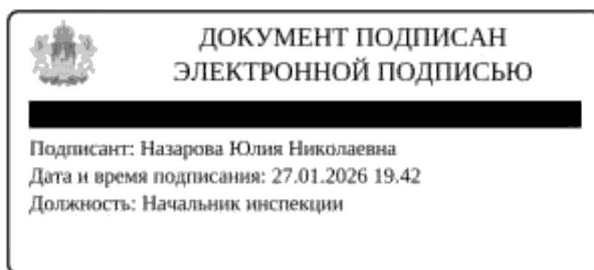 ДОКУМЕНТ ПОДПИСАН
ЭЛЕКТРОННОЙ ПОДПИСЬЮ
Подписант: Назарова Юлия Николаевна
Дата и время подписания: 27.01.2026 19.42
Должность: Начальник инспекции